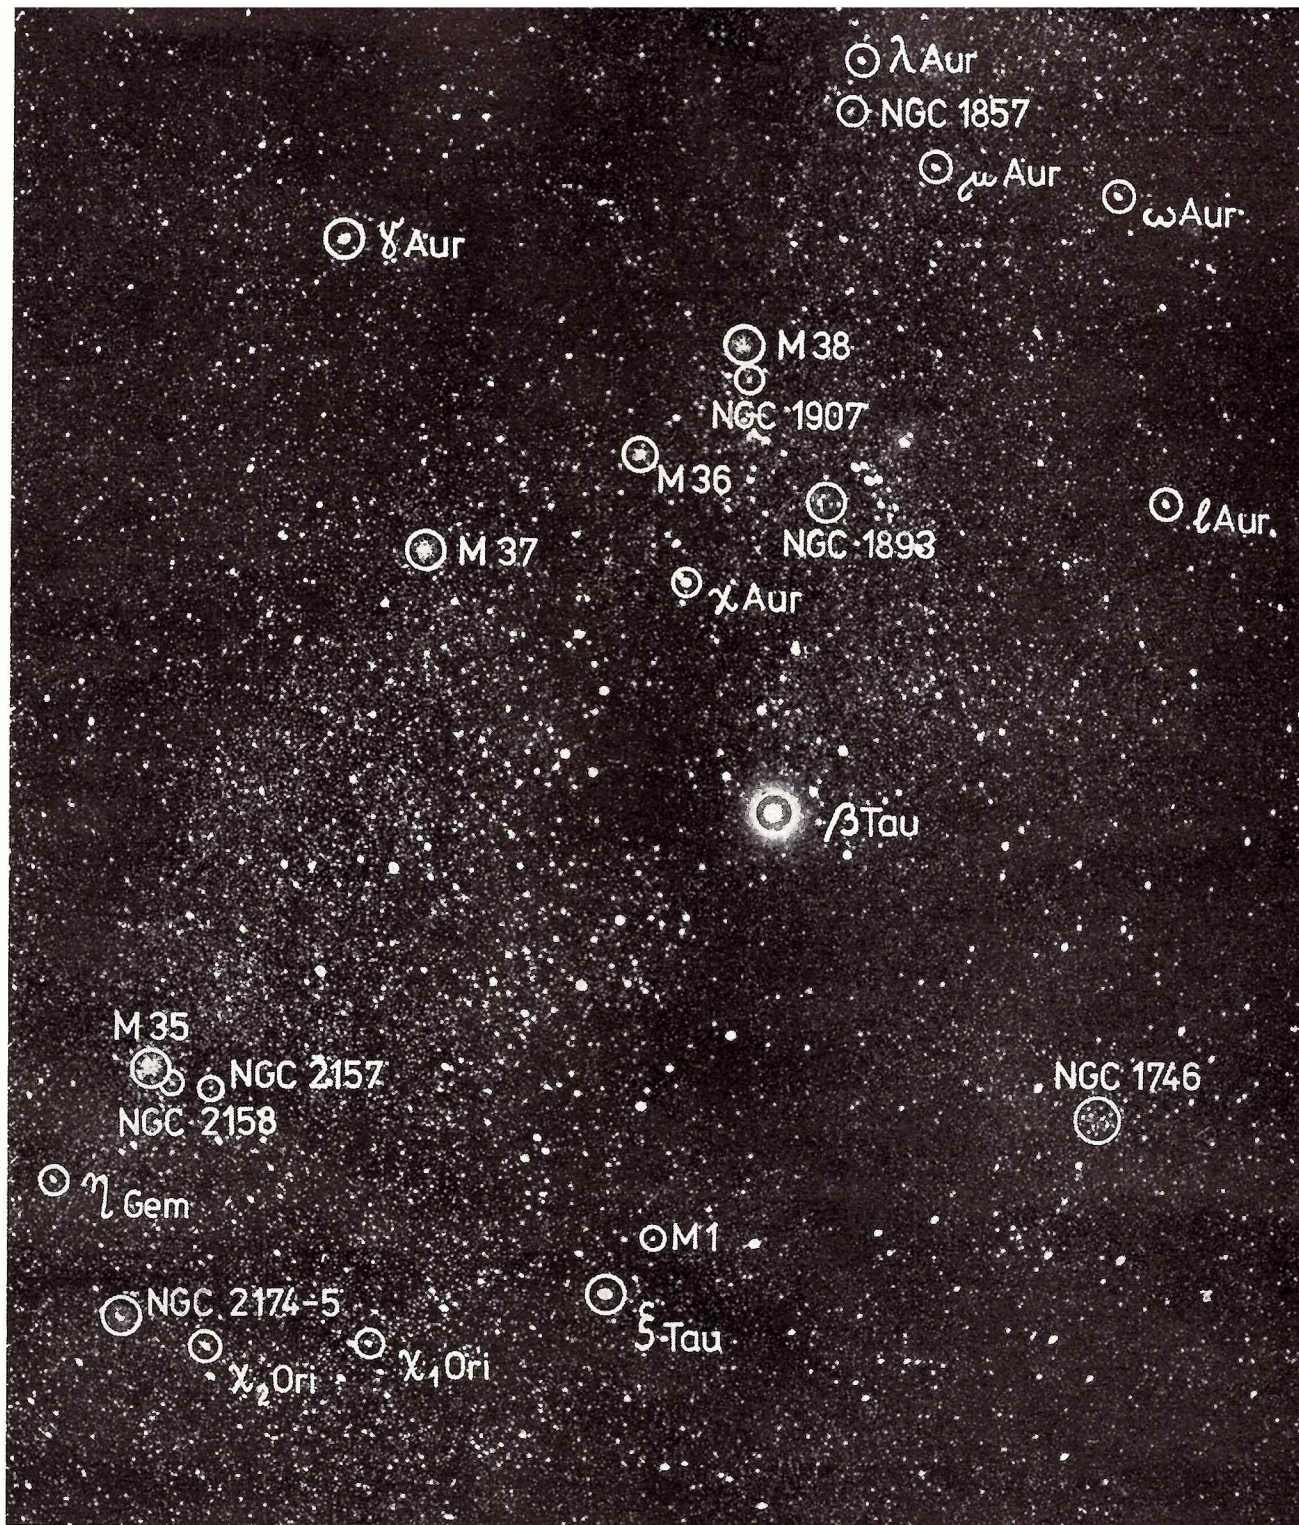 λ Aur
NGC 1857
μ Aur
ω Aur
γ Aur
M 38
NGC 1907
M 36
NGC 1893
ℓ Aur
M 37
χ Aur
β Tau
M 35
NGC 2157
NGC 2158
NGC 1746
η Gem
M 1
NGC 2174-5
ξ Tau
χ₂ Ori
χ₁ Ori